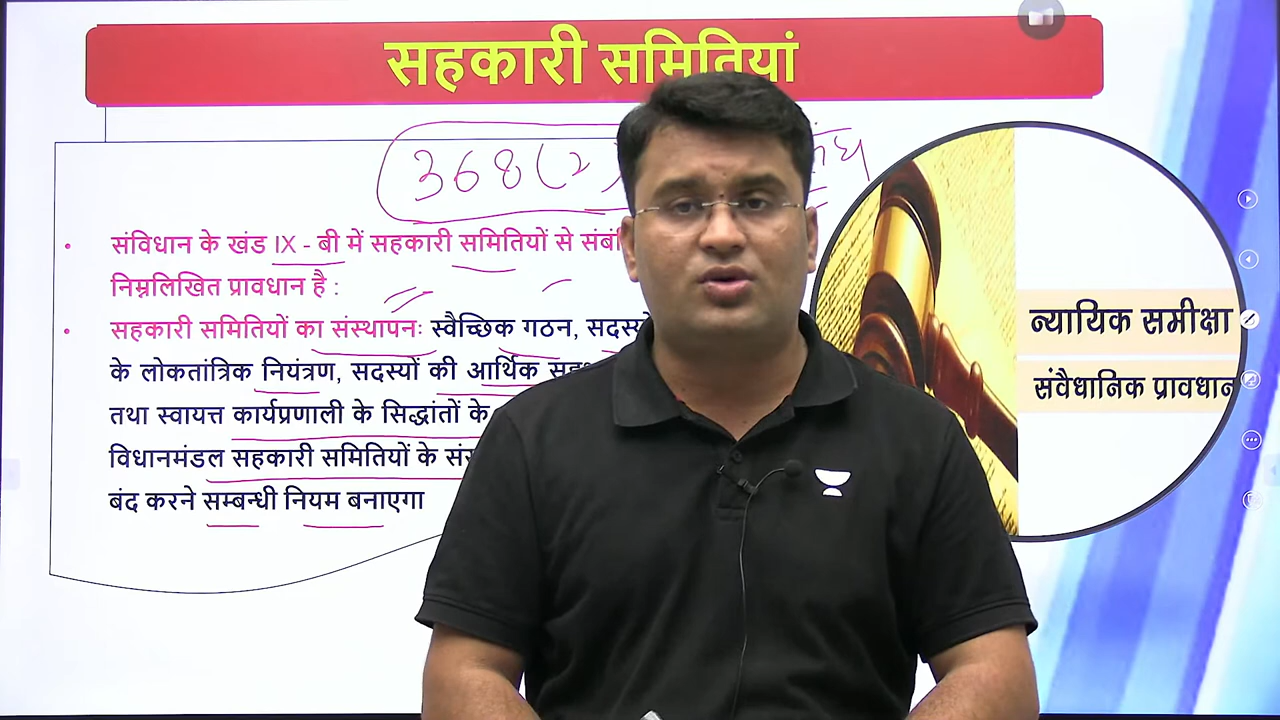 सहकारी समितियां
368(2)
संविधान के खंड IX - बी में सहकारी समितियों से
निम्नलिखित प्रावधान है :
सहकारी समितियों का संस्थापनः स्वैच्छिक गठन,
के लोकतांत्रिक नियंत्रण, सदस्यों की आर्थिक
तथा स्वायत्त कार्यप्रणाली के सिद्धांतों के
विधानमंडल सहकारी समितियों के
बंद करने सम्बन्धी नियम बनाएगा
न्यायिक समीक्षा
संवैधानिक प्रावधान